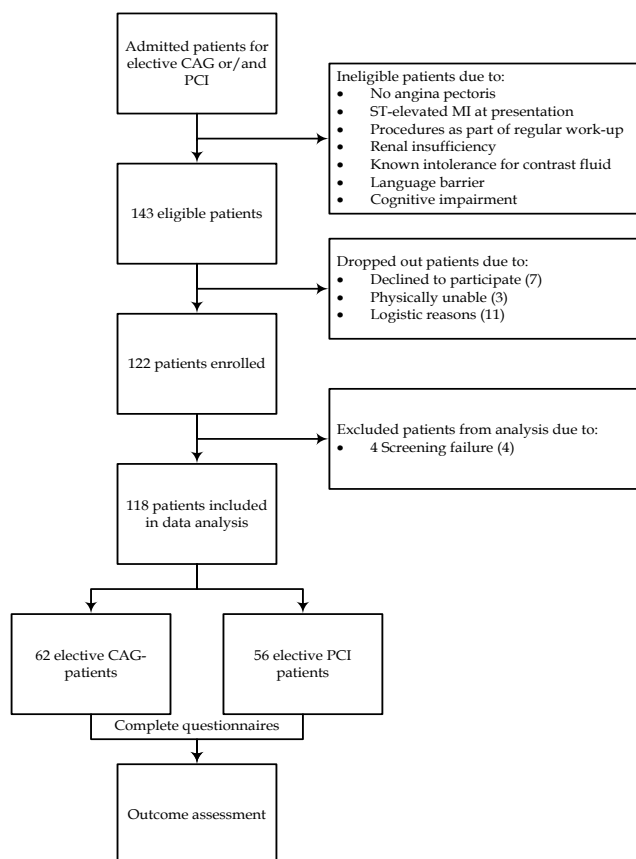 Admitted patients for
elective CAG or/and
PCI
Ineligible patients due to:
• No angina pectoris
• ST-elevated MI at presentation
• Procedures as part of regular work-up
• Renal insufficiency
• Known intolerance for contrast fluid
• Language barrier
• Cognitive impairment
143 eligible patients
Dropped out patients due to:
• Declined to participate (7)
• Physically unable (3)
• Logistic reasons (11)
122 patients enrolled
Excluded patients from analysis due to:
• 4 Screening failure (4)
118 patients included
in data analysis
62 elective CAG-
patients
56 elective PCI
patients
Complete questionnaires
Outcome assessment